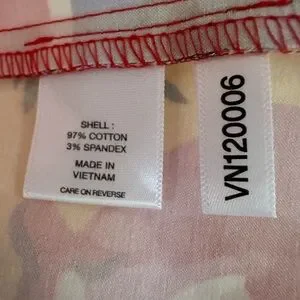 SHELL :
97% COTTON
3% SPANDEX
MADE IN
VIETNAM
CARE ON REVERSE
VN120006